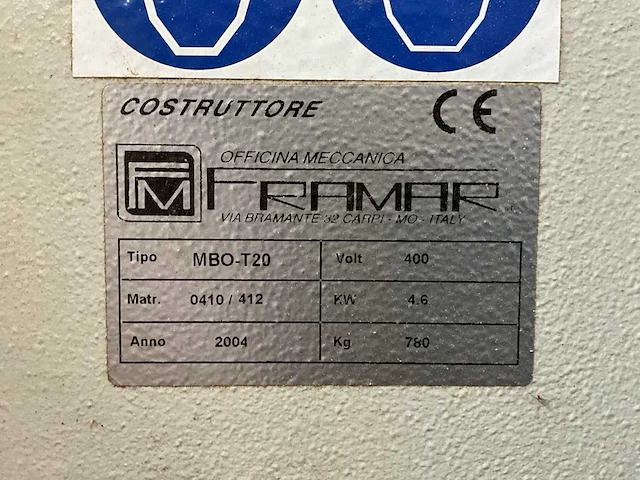 COSTRUTTORE CE
OFFICINA MECCANICA
FM FRAMAR
VIA BRAMANTE 32 CARPI - MO - ITALY
Tipo MBO-T20 Volt 400
Matr. 0410 / 412 KW 4.6
Anno 2004 Kg 780